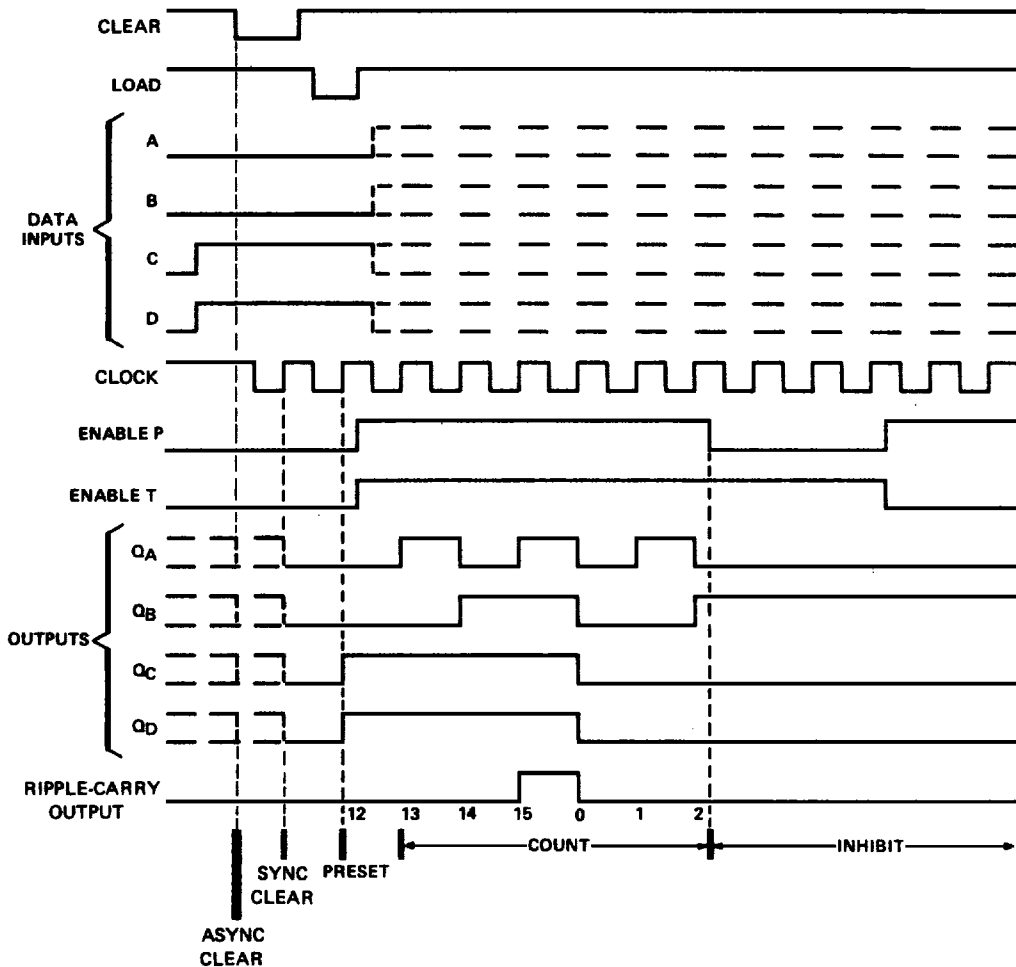 CLEAR
LOAD
DATA
INPUTS
A
B
C
D
CLOCK
ENABLE P
ENABLE T
OUTPUTS
QA
QB
QC
QD
RIPPLE-CARRY
OUTPUT
12 13 14 15 0 1 2
COUNT
INHIBIT
SYNC
CLEAR
PRESET
ASYNC
CLEAR